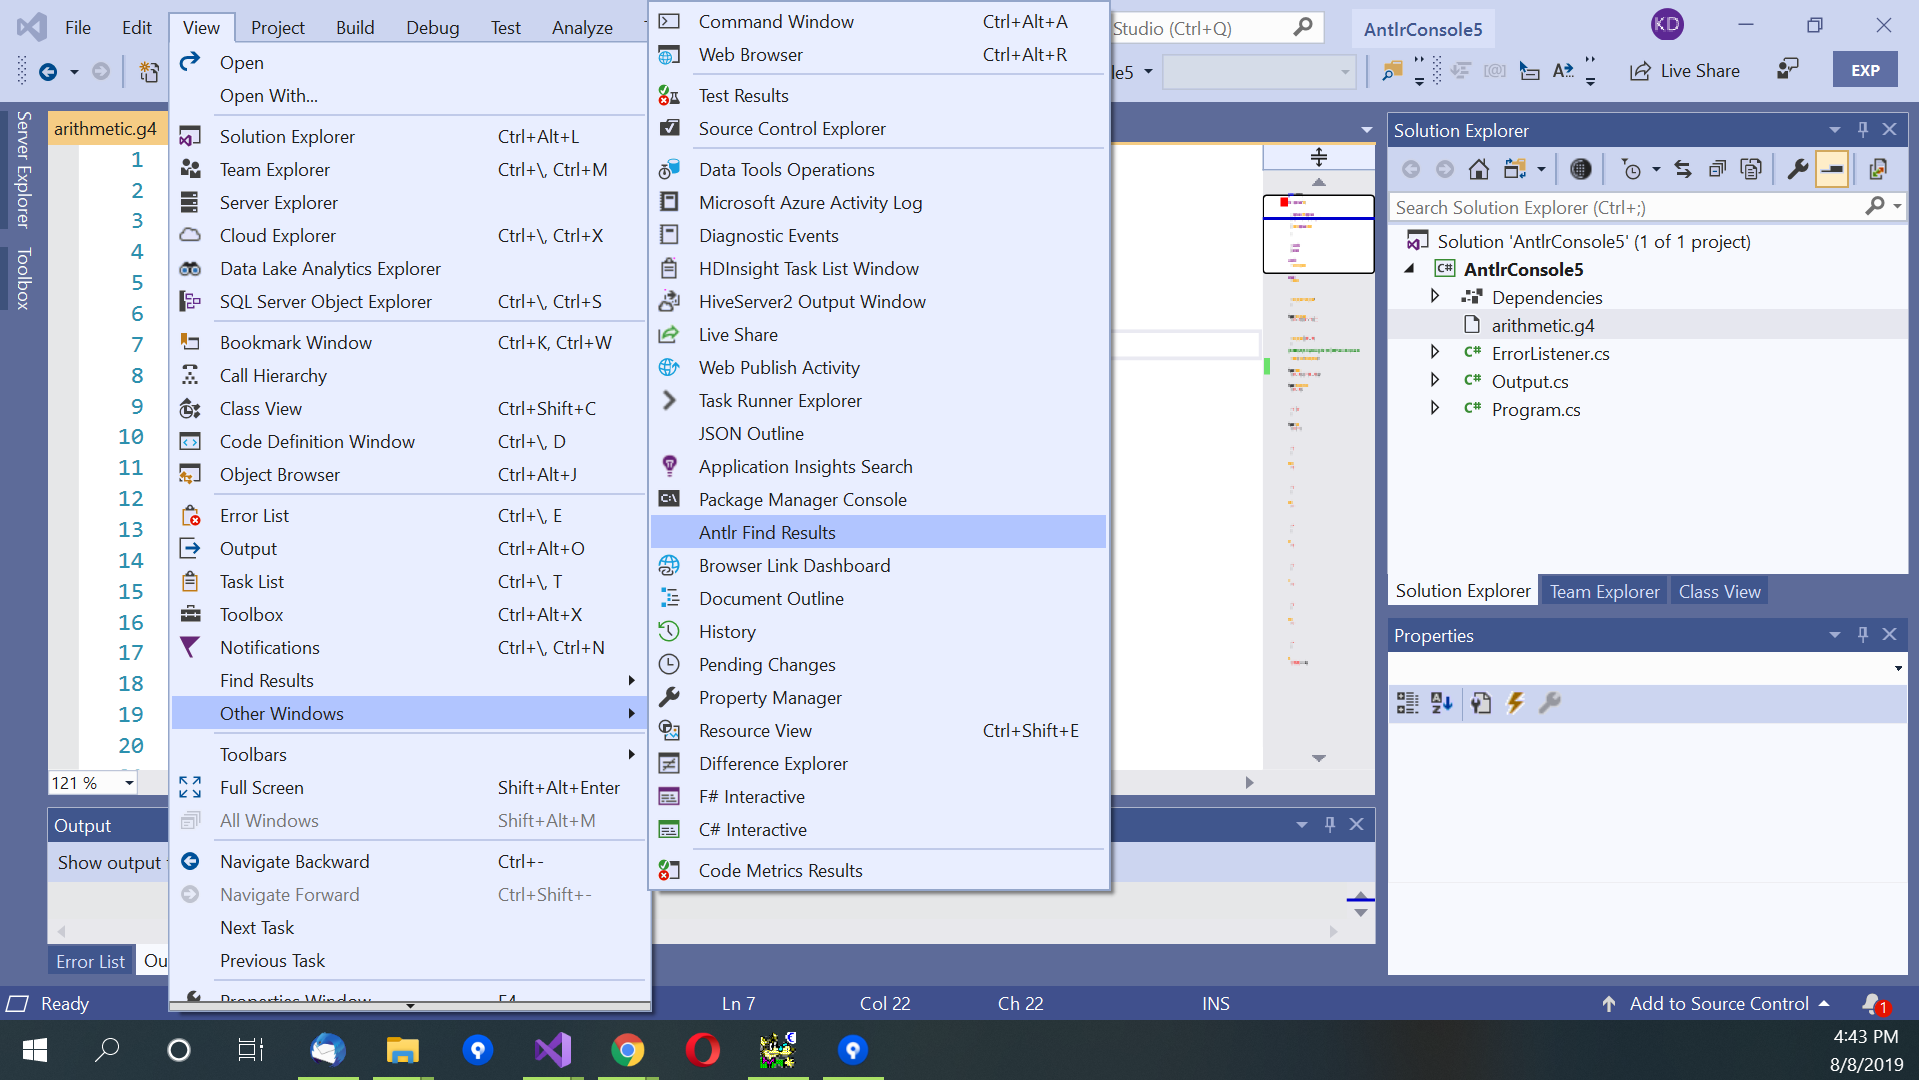 File Edit View Project Build Debug Test Analyze
Studio (Ctrl+Q)
AntlrConsole5
KD
Live Share
EXP
Server Explorer
Toolbox
arithmetic.g4
1
2
3
4
5
6
7
8
9
10
11
12
13
14
15
16
17
18
19
20
121 %
Open
Open With...
Solution Explorer Ctrl+Alt+L
Team Explorer Ctrl+\, Ctrl+M
Server Explorer
Cloud Explorer Ctrl+\, Ctrl+X
Data Lake Analytics Explorer
SQL Server Object Explorer Ctrl+\, Ctrl+S
Bookmark Window Ctrl+K, Ctrl+W
Call Hierarchy
Class View Ctrl+Shift+C
Code Definition Window Ctrl+\, D
Object Browser Ctrl+Alt+J
Error List Ctrl+\, E
Output Ctrl+Alt+O
Task List Ctrl+\, T
Toolbox Ctrl+Alt+X
Notifications Ctrl+\, Ctrl+N
Find Results
Other Windows
Toolbars
Full Screen Shift+Alt+Enter
All Windows Shift+Alt+M
Navigate Backward Ctrl+-
Navigate Forward Ctrl+Shift+-
Next Task
Previous Task
Properties Window F4
Command Window Ctrl+Alt+A
Web Browser Ctrl+Alt+R
Test Results
Source Control Explorer
Data Tools Operations
Microsoft Azure Activity Log
Diagnostic Events
HDInsight Task List Window
HiveServer2 Output Window
Live Share
Web Publish Activity
Task Runner Explorer
JSON Outline
Application Insights Search
Package Manager Console
Antlr Find Results
Browser Link Dashboard
Document Outline
History
Pending Changes
Property Manager
Resource View Ctrl+Shift+E
Difference Explorer
F# Interactive
C# Interactive
Code Metrics Results
le5
Solution Explorer
Search Solution Explorer (Ctrl+;)
Solution 'AntlrConsole5' (1 of 1 project)
C# AntlrConsole5
Dependencies
arithmetic.g4
C# ErrorListener.cs
C# Output.cs
C# Program.cs
Solution Explorer Team Explorer Class View
Properties
Output
Show output
Error List Ou
Ready
Ln 7 Col 22 Ch 22 INS
Add to Source Control
1
4:43 PM
8/8/2019